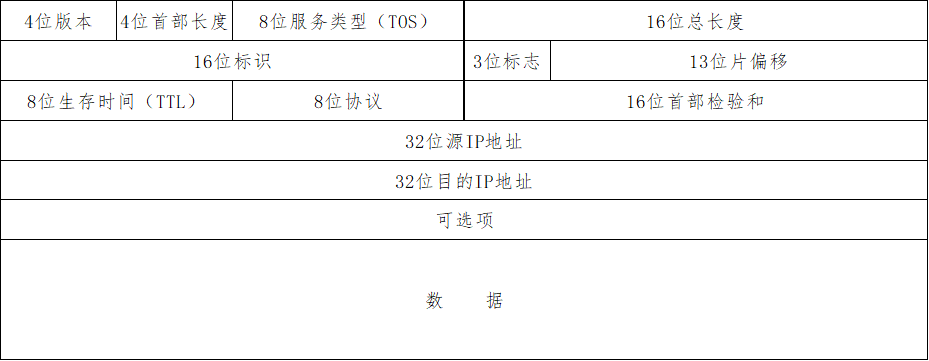 4位版本 4位首部长度 8位服务类型（TOS） 16位总长度
16位标识 3位标志 13位片偏移
8位生存时间（TTL） 8位协议 16位首部检验和
32位源IP地址
32位目的IP地址
可选项
数 据